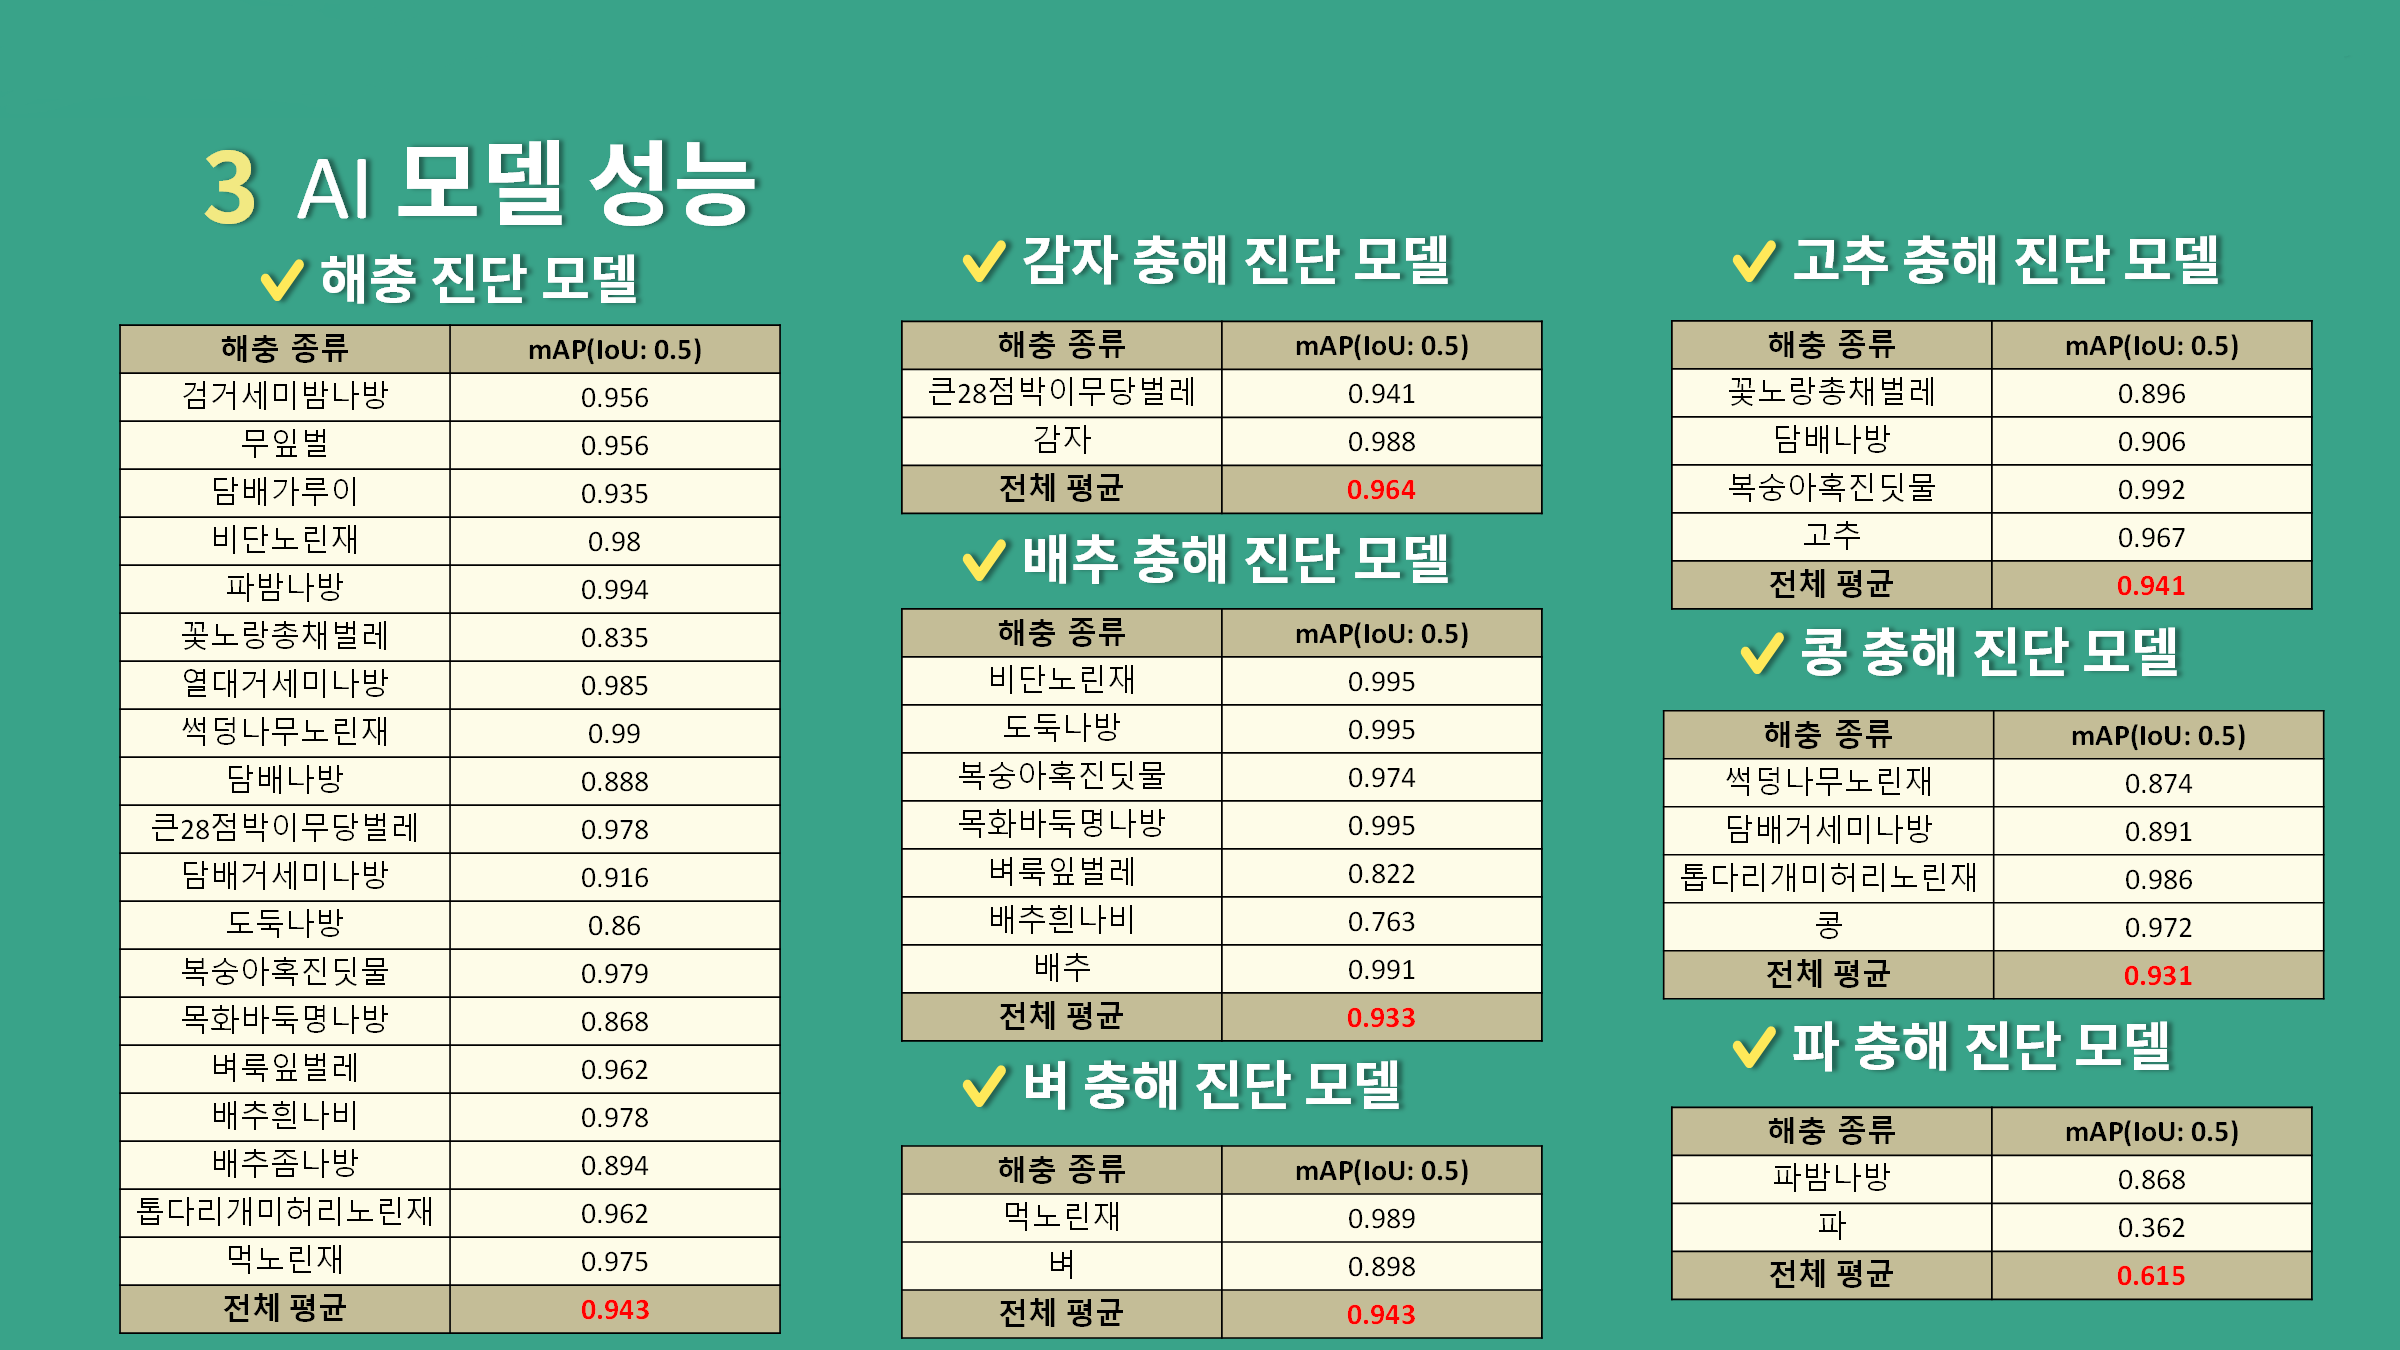 3 AI 모델 성능
해충 진단 모델
해충 종류 mAP(IoU: 0.5)
검거세미밤나방 0.956
무잎벌 0.956
담배가루이 0.935
비단노린재 0.98
파밤나방 0.994
꽃노랑총채벌레 0.835
열대거세미나방 0.985
썩덩나무노린재 0.99
담배나방 0.888
큰28점박이무당벌레 0.978
담배거세미나방 0.916
도둑나방 0.86
복숭아혹진딧물 0.979
목화바둑명나방 0.868
벼룩잎벌레 0.962
배추흰나비 0.978
배추좀나방 0.894
톱다리개미허리노린재 0.962
먹노린재 0.975
전체 평균 0.943
감자 충해 진단 모델
해충 종류 mAP(IoU: 0.5)
큰28점박이무당벌레 0.941
감자 0.988
전체 평균 0.964
배추 충해 진단 모델
해충 종류 mAP(IoU: 0.5)
비단노린재 0.995
도둑나방 0.995
복숭아혹진딧물 0.974
목화바둑명나방 0.995
벼룩잎벌레 0.822
배추흰나비 0.763
배추 0.991
전체 평균 0.933
벼 충해 진단 모델
해충 종류 mAP(IoU: 0.5)
먹노린재 0.989
벼 0.898
전체 평균 0.943
고추 충해 진단 모델
해충 종류 mAP(IoU: 0.5)
꽃노랑총채벌레 0.896
담배나방 0.906
복숭아혹진딧물 0.992
고추 0.967
전체 평균 0.941
콩 충해 진단 모델
해충 종류 mAP(IoU: 0.5)
썩덩나무노린재 0.874
담배거세미나방 0.891
톱다리개미허리노린재 0.986
콩 0.972
전체 평균 0.931
파 충해 진단 모델
해충 종류 mAP(IoU: 0.5)
파밤나방 0.868
파 0.362
전체 평균 0.615